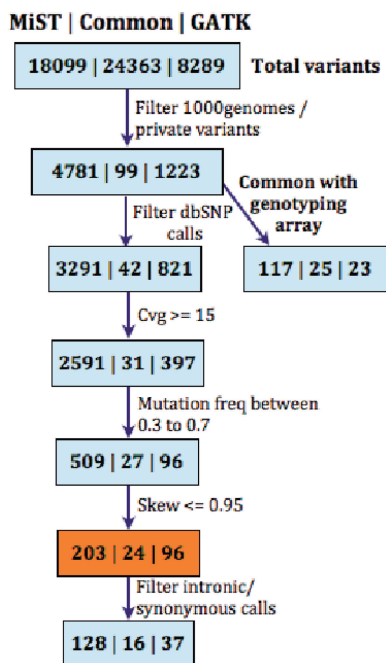 MiST | Common | GATK
18099 | 24363 | 8289
Total variants
Filter 1000genomes /
private variants
4781 | 99 | 1223
Common with
genotyping
array
Filter dbSNP
calls
3291 | 42 | 821
117 | 25 | 23
Cvg >= 15
2591 | 31 | 397
Mutation freq between
0.3 to 0.7
509 | 27 | 96
Skew <= 0.95
203 | 24 | 96
Filter intronic/
synonymous calls
128 | 16 | 37